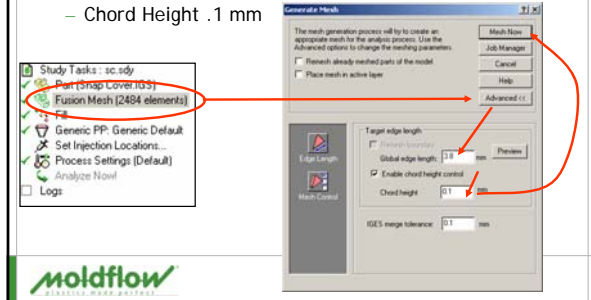 – Chord Height .1 mm
Study Tasks : sc.sdy
Part (Snap Cover.IGS)
Fusion Mesh (2484 elements)
Fill
Generic PP: Generic Default
Set Injection Locations...
Process Settings (Default)
Analyze Now!
Logs
Generate Mesh
The mesh generation process will try to create an
appropriate mesh for the analysis process. Use the
Advanced options to change the meshing parameters.
Remesh already meshed parts of the model
Place mesh in active layer
Mesh Now
Job Manager
Cancel
Help
Advanced <<
Edge Length
Mesh Control
Target edge length
Remesh boundary
Global edge length: 3.8 mm
Preview
Enable chord height control
Chord height 0.1 mm
IGES merge tolerance: 0.1 mm
moldflow
plastics made perfect